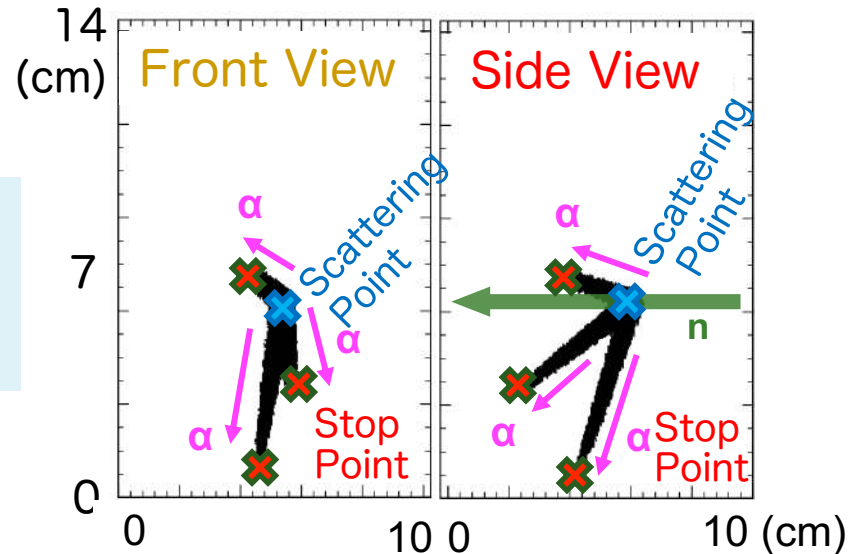 14
(cm)
Front View
Side View
Scattering
Point
Scattering
Point
α
α
7
n
α
α
α
α
Stop
Point
Stop
Point
0
0
10
0
10 (cm)